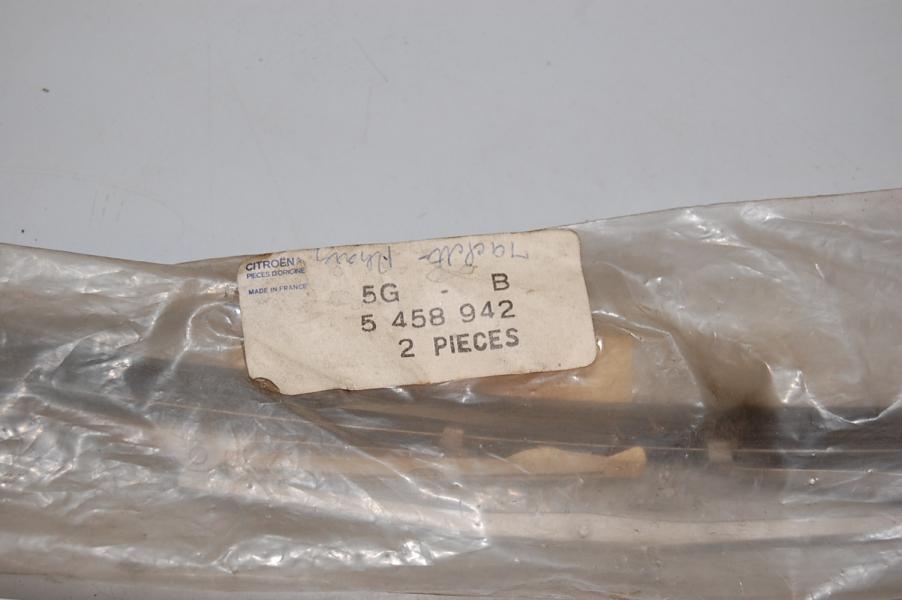 CITROËN
PIECES D'ORIGINE
MADE IN FRANCE
5G - B
5 458 942
2 PIECES